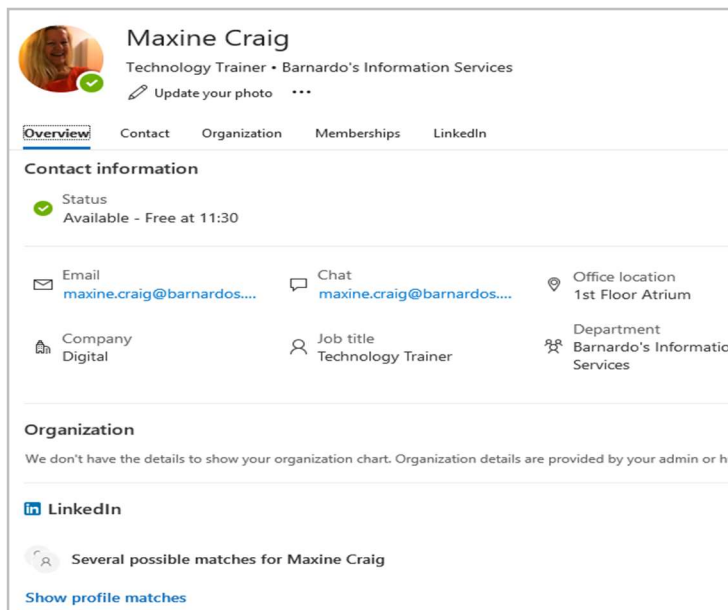 Maxine Craig
Technology Trainer • Barnardo's Information Services
Update your photo ···
Overview Contact Organization Memberships LinkedIn
Contact information
Status
Available - Free at 11:30
Email Chat Office location
maxine.craig@barnardos.... maxine.craig@barnardos.... 1st Floor Atrium
Company Job title Department
Digital Technology Trainer Barnardo's Informatio
Services
Organization
We don't have the details to show your organization chart. Organization details are provided by your admin or h
in LinkedIn
Several possible matches for Maxine Craig
Show profile matches